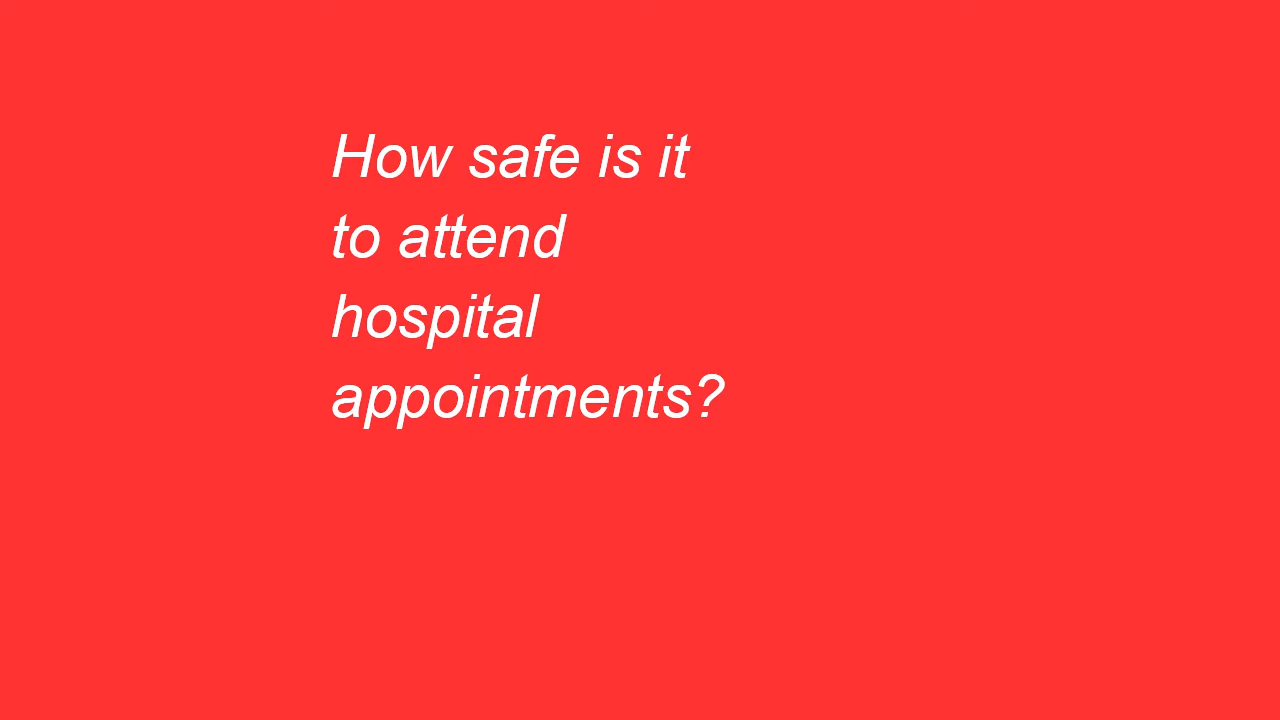 How safe is it
to attend
hospital
appointments?